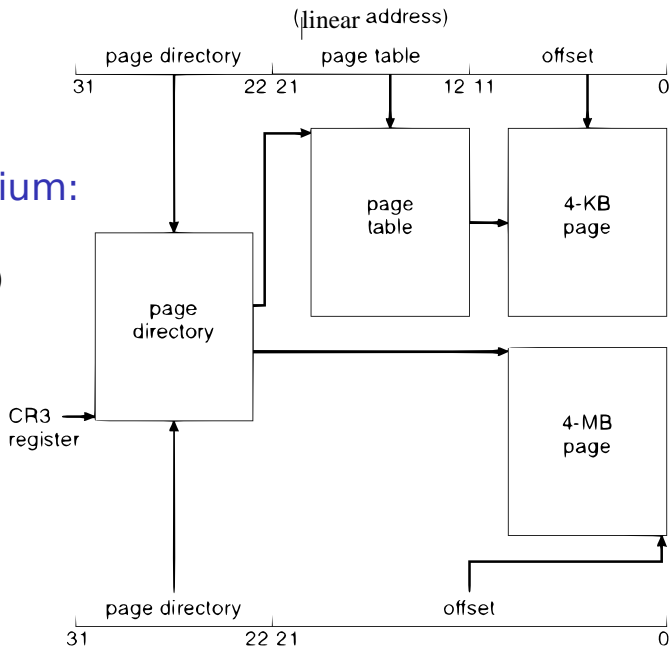 (linear address)
page directory page table offset
31 22 21 12 11 0
ium:
page
table
4-KB
page
)
page
directory
4-MB
page
CR3
register
page directory offset
31 22 21 0